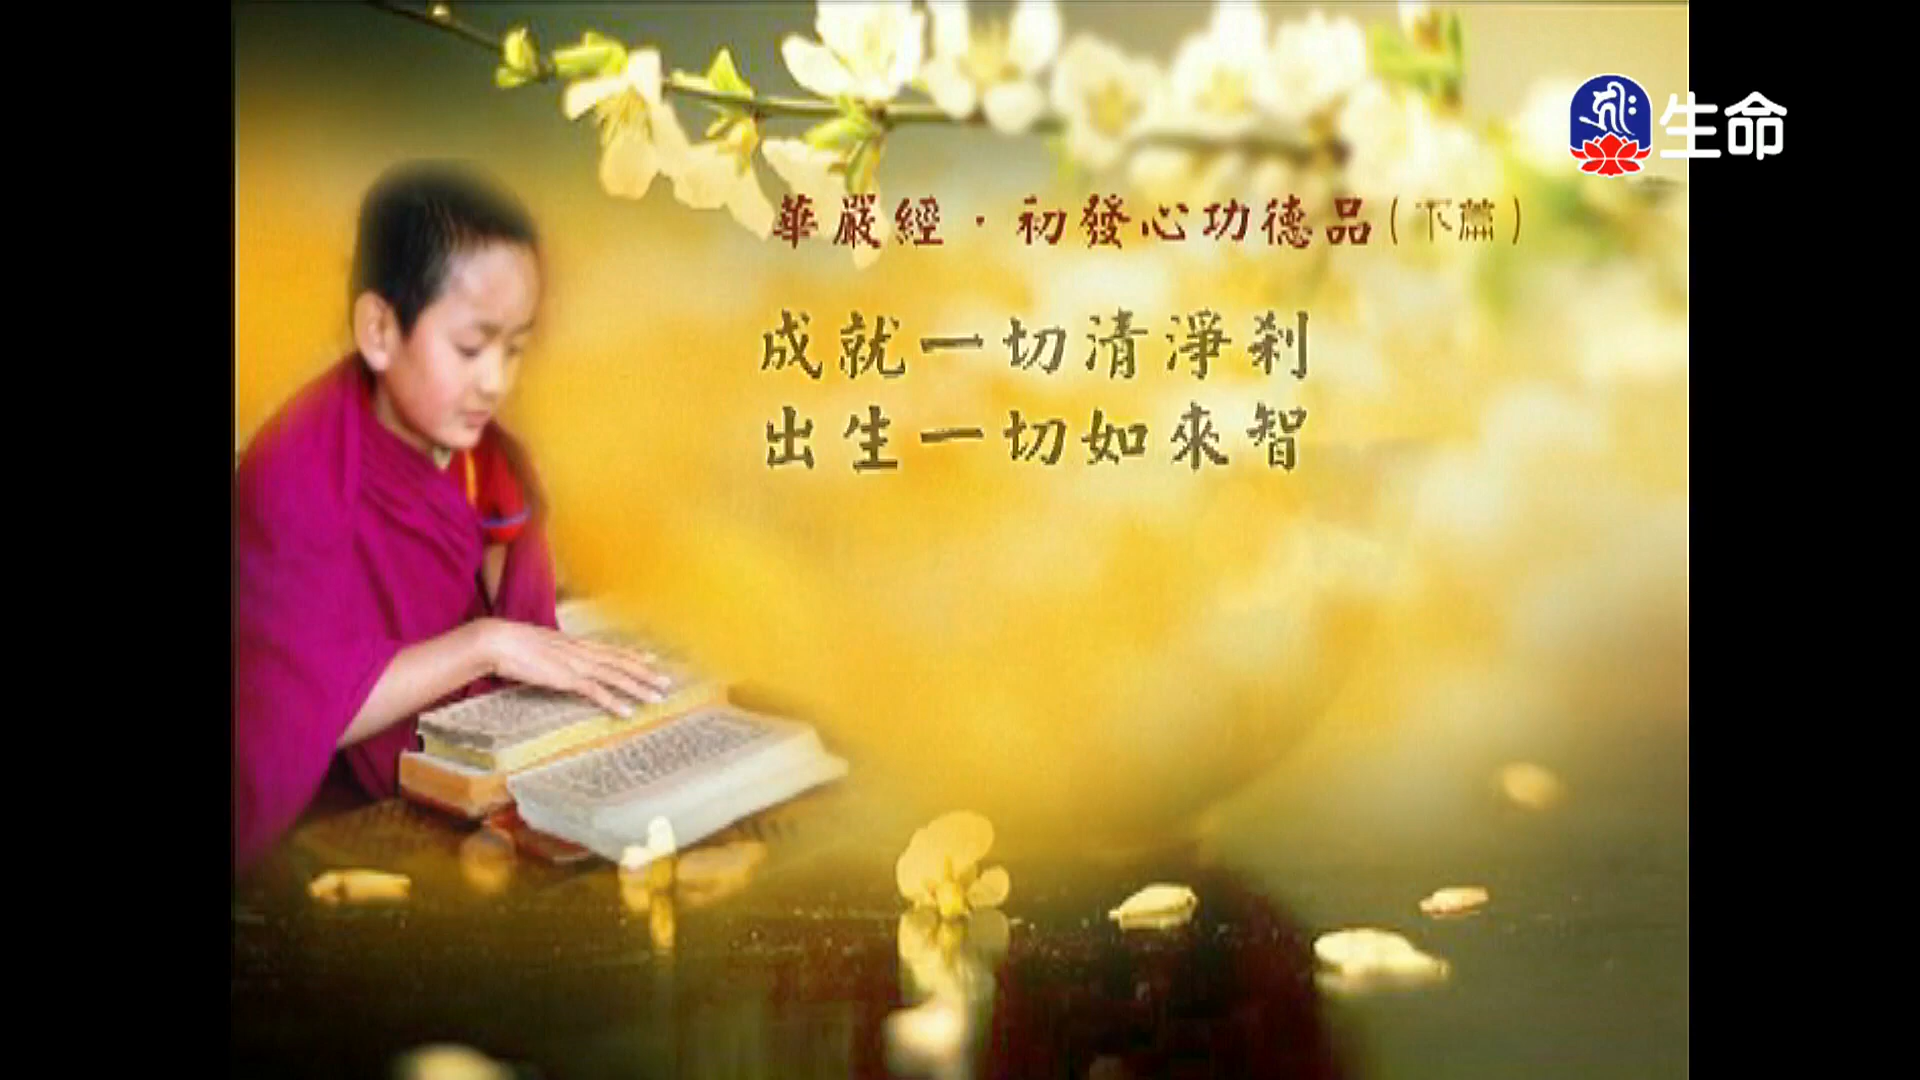 生命
華嚴經·初發心功德品(下篇)
成就一切清淨剎
出生一切如來智